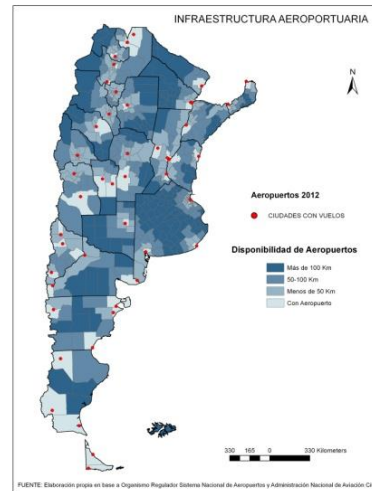 INFRAESTRUCTURA AEROPORTUARIA
N
Aeropuertos 2012
CIUDADES CON VUELOS
Disponibilidad de Aeropuertos
Más de 100 Km
50-100 Km
Menos de 50 Km
Con Aeropuerto
330 165 0 330 Kilometers
FUENTE: Elaboración propia en base a Organismo Regulador Sistema Nacional de Aeropuertos y Administración Nacional de Aviación Ci